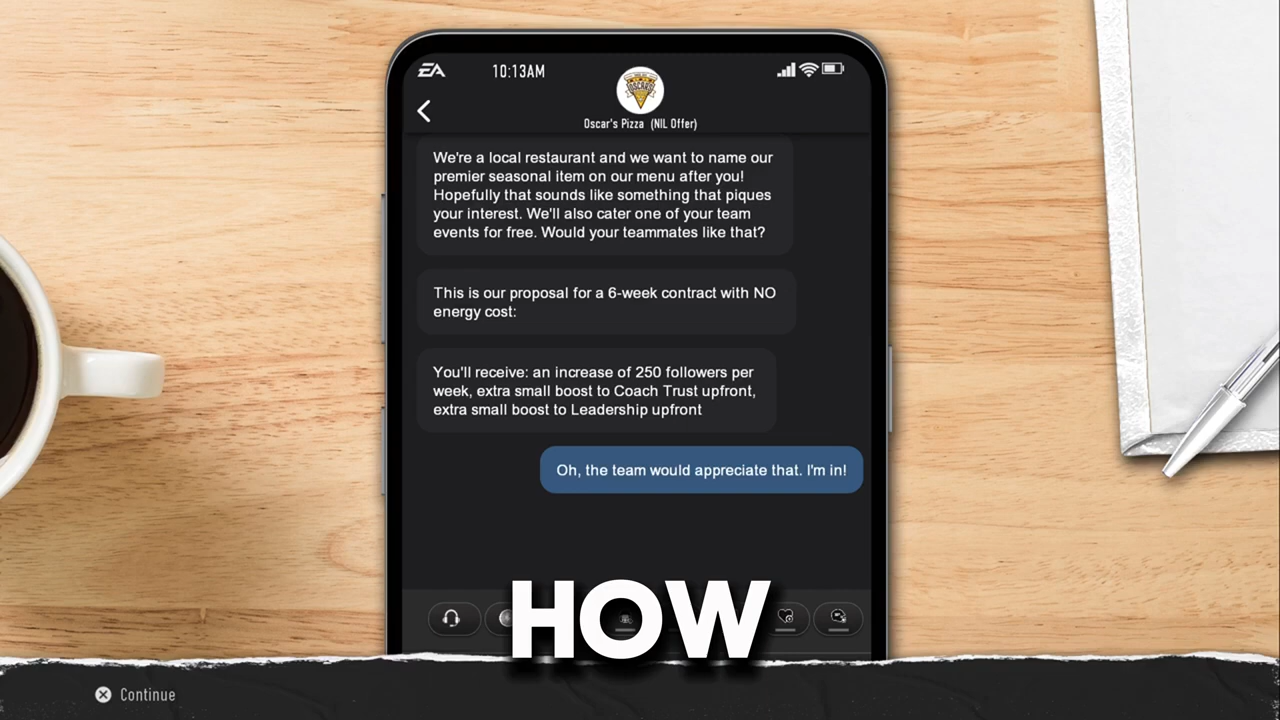 EA
10:13AM
OSCAR'S
Oscar's Pizza (NIL Offer)
We're a local restaurant and we want to name our
premier seasonal item on our menu after you!
Hopefully that sounds like something that piques
your interest. We'll also cater one of your team
events for free. Would your teammates like that?
This is our proposal for a 6-week contract with NO
energy cost:
You'll receive: an increase of 250 followers per
week, extra small boost to Coach Trust upfront,
extra small boost to Leadership upfront
Oh, the team would appreciate that. I'm in!
HOW
Continue